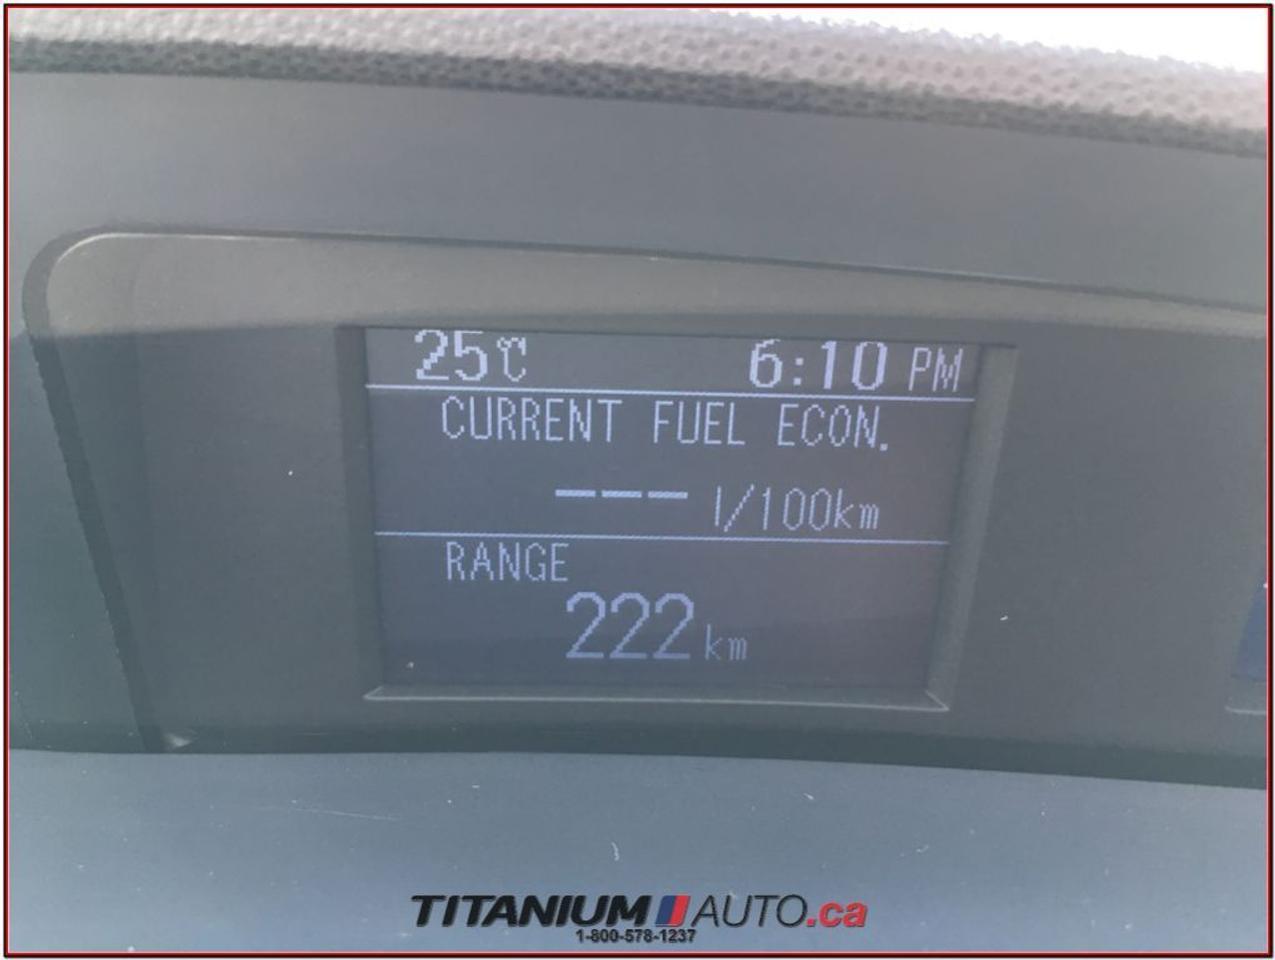 25℃ 6:10 PM
CURRENT FUEL ECON.
--- l/100km
RANGE
222 km
TITANIUM AUTO.ca
1-800-578-1237